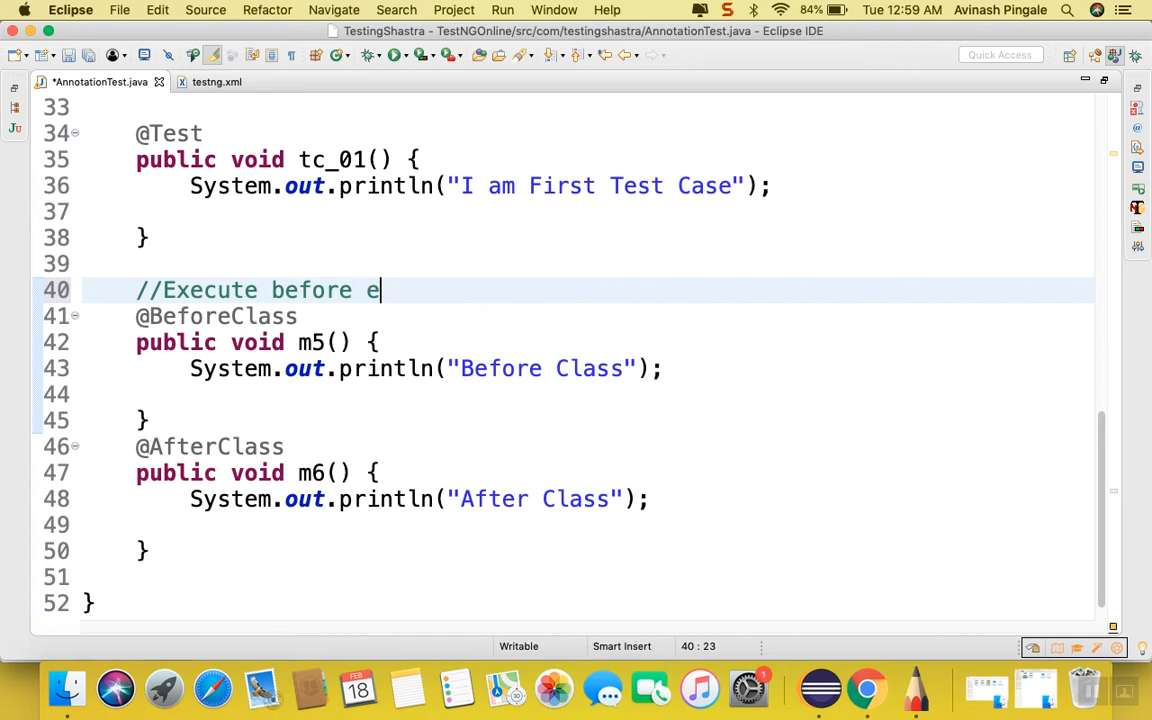 Eclipse File Edit Source Refactor Navigate Search Project Run Window Help 84% Tue 12:59 AM Avinash Pingale
TestingShastra - TestNGOnline/src/com/testingshastra/AnnotationTest.java - Eclipse IDE
Quick Access
*AnnotationTest.java testng.xml
33
34 @Test
35 public void tc_01() {
36 System.out.println("I am First Test Case");
37
38 }
39
40 //Execute before e
41 @BeforeClass
42 public void m5() {
43 System.out.println("Before Class");
44
45 }
46 @AfterClass
47 public void m6() {
48 System.out.println("After Class");
49
50 }
51
52 }
Writable Smart Insert 40 : 23
FEB
18
1